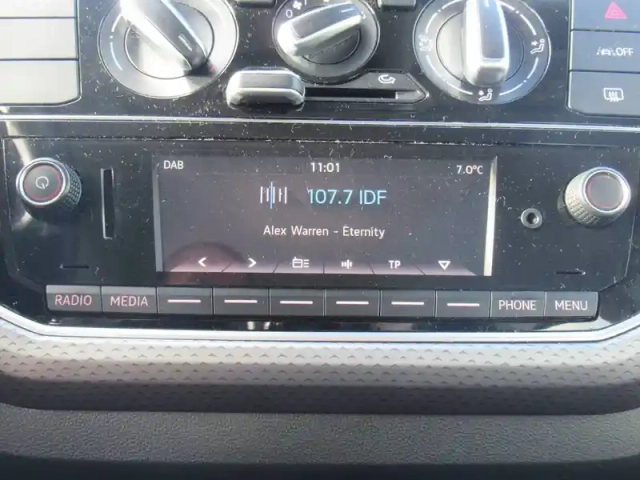 OFF
DAB 11:01 7.0°C
107.7 IDF
Alex Warren - Eternity
< > TP
RADIO MEDIA PHONE MENU